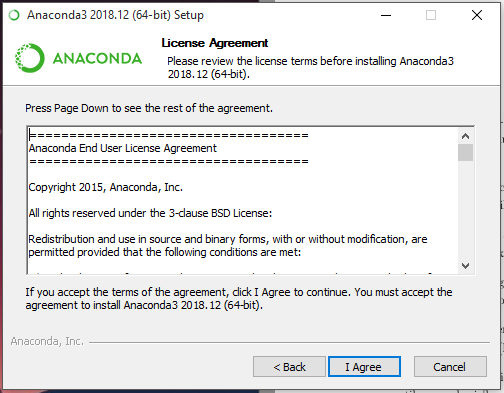 Anaconda3 2018.12 (64-bit) Setup
ANACONDA
License Agreement
Please review the license terms before installing Anaconda3
2018.12 (64-bit).
Press Page Down to see the rest of the agreement.
===================================
Anaconda End User License Agreement
===================================
Copyright 2015, Anaconda, Inc.
All rights reserved under the 3-clause BSD License:
Redistribution and use in source and binary forms, with or without modification, are
permitted provided that the following conditions are met:
If you accept the terms of the agreement, click I Agree to continue. You must accept the
agreement to install Anaconda3 2018.12 (64-bit).
Anaconda, Inc.
< Back
I Agree
Cancel